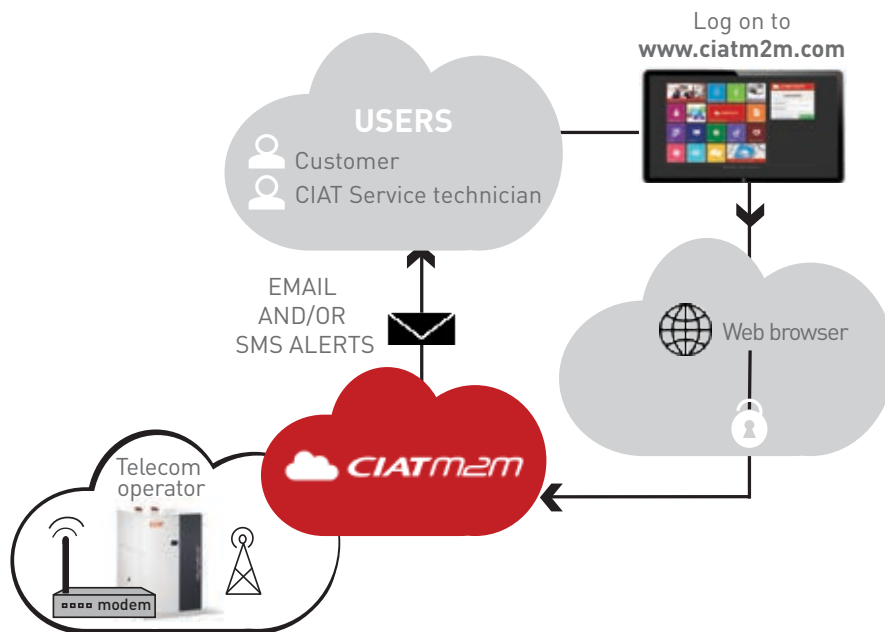 Log on to
www.ciatm2m.com
USERS
Customer
CIAT Service technician
EMAIL
AND/OR
SMS ALERTS
Web browser
CIATm2m
Telecom
operator
modem